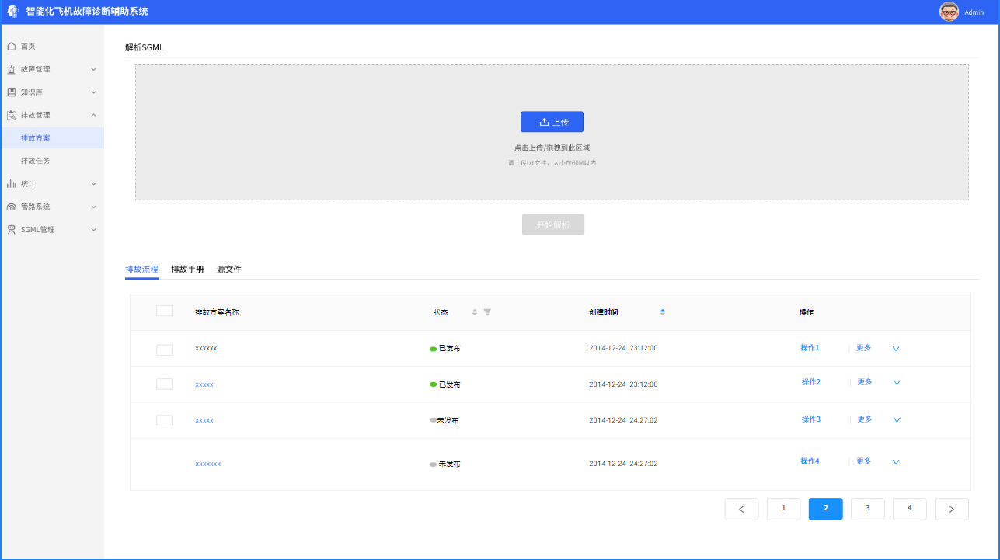 智能化飞机故障诊断辅助系统
Admin
首页
故障管理
知识库
排故管理
排故方案
排故任务
统计
管路系统
SGML管理
解析SGML
上传
点击上传/拖拽到此区域
请上传txt文件，大小在60M以内
开始解析
排故流程 排故手册 源文件
排故方案名称 状态 创建时间 操作
xxxxxx 已发布 2014-12-24 23:12:00 操作1 更多
xxxxx 已发布 2014-12-24 23:12:00 操作2 更多
xxxxx 未发布 2014-12-24 24:27:02 操作3 更多
xxxxxxx 未发布 2014-12-24 24:27:02 操作4 更多
1 2 3 4